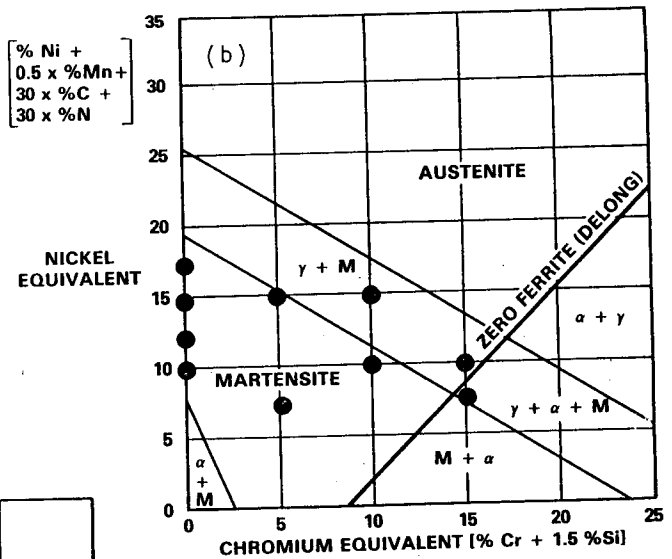 [% Ni +
0.5 x %Mn+
30 x %C +
30 x %N]
NICKEL
EQUIVALENT
(b)
35
30
25
20
15
10
5
0
AUSTENITE
ZERO FERRITE (DELONG)
γ + M
α + γ
MARTENSITE
γ + α + M
M + α
α
+
M
0 5 10 15 20 25
CHROMIUM EQUIVALENT [% Cr + 1.5 %Si]